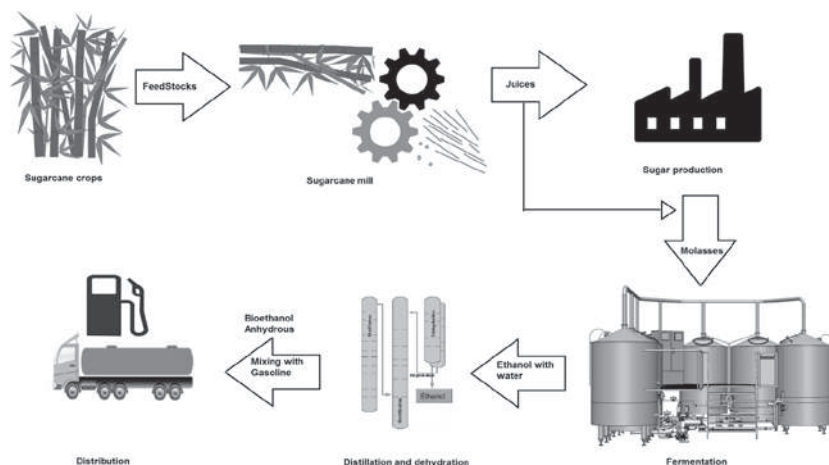 FeedStocks
Juices
Sugarcane crops
Sugarcane mill
Sugar production
Molasses
Bioethanol
Anhydrous
Mixing with
Gasoline
Ethanol
Ethanol with
water
Distribution
Distillation and dehydration
Fermentation